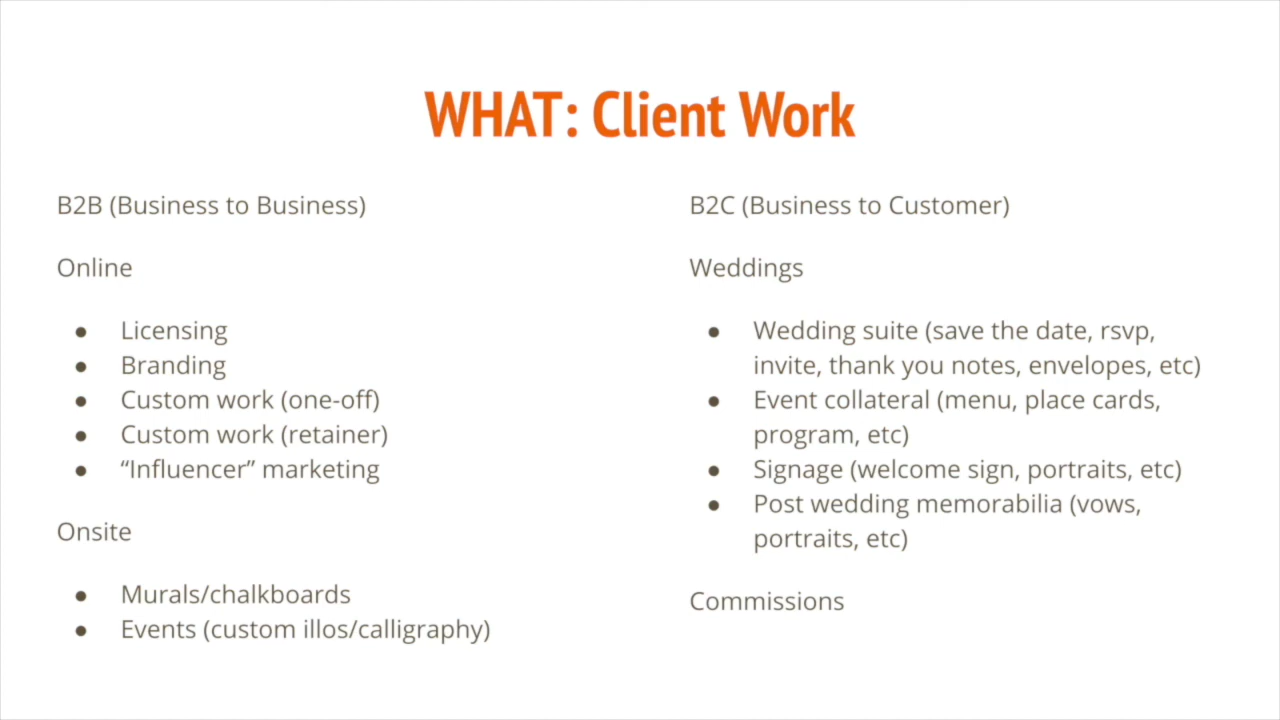 WHAT: Client Work
B2B (Business to Business)
Online
● Licensing
● Branding
● Custom work (one-off)
● Custom work (retainer)
● “Influencer” marketing
Onsite
● Murals/chalkboards
● Events (custom illos/calligraphy)
B2C (Business to Customer)
Weddings
● Wedding suite (save the date, rsvp,
invite, thank you notes, envelopes, etc)
● Event collateral (menu, place cards,
program, etc)
● Signage (welcome sign, portraits, etc)
● Post wedding memorabilia (vows,
portraits, etc)
Commissions